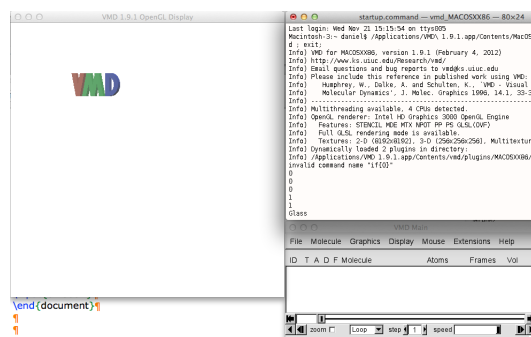 VMD 1.9.1 OpenGL Display
VMD
\end{document}¶
¶
¶
startup.command — vmd_MACOSXX86 — 80×24
Last login: Wed Nov 21 15:15:54 on ttys005
Macintosh-3:~ daniel$ /Applications/VMD\ 1.9.1.app/Contents/MacOS
d ; exit;
Info) VMD for MACOSXX86, version 1.9.1 (February 4, 2012)
Info) http://www.ks.uiuc.edu/Research/vmd/
Info) Email questions and bug reports to vmd@ks.uiuc.edu
Info) Please include this reference in published work using VMD:
Info) Humphrey, W., Dalke, A. and Schulten, K., `VMD - Visual
Info) Molecular Dynamics', J. Molec. Graphics 1996, 14.1, 33-3
Info) -------------------------------------------------
Info) Multithreading available, 4 CPUs detected.
Info) OpenGL renderer: Intel HD Graphics 3000 OpenGL Engine
Info) Features: STENCIL MDE MTX NPOT PP PS GLSL(OVF)
Info) Full GLSL rendering mode is available.
Info) Textures: 2-D (8192x8192), 3-D (256x256x256), Multitextur
Info) Dynamically loaded 2 plugins in directory:
Info) /Applications/VMD 1.9.1.app/Contents/vmd/plugins/MACOSXX86/
invalid command name "if{0}"
0
0
0
1
1
Glass
VMD Main
File Molecule Graphics Display Mouse Extensions Help
ID T A D F Molecule Atoms Frames Vol
zoom Loop step 1 speed